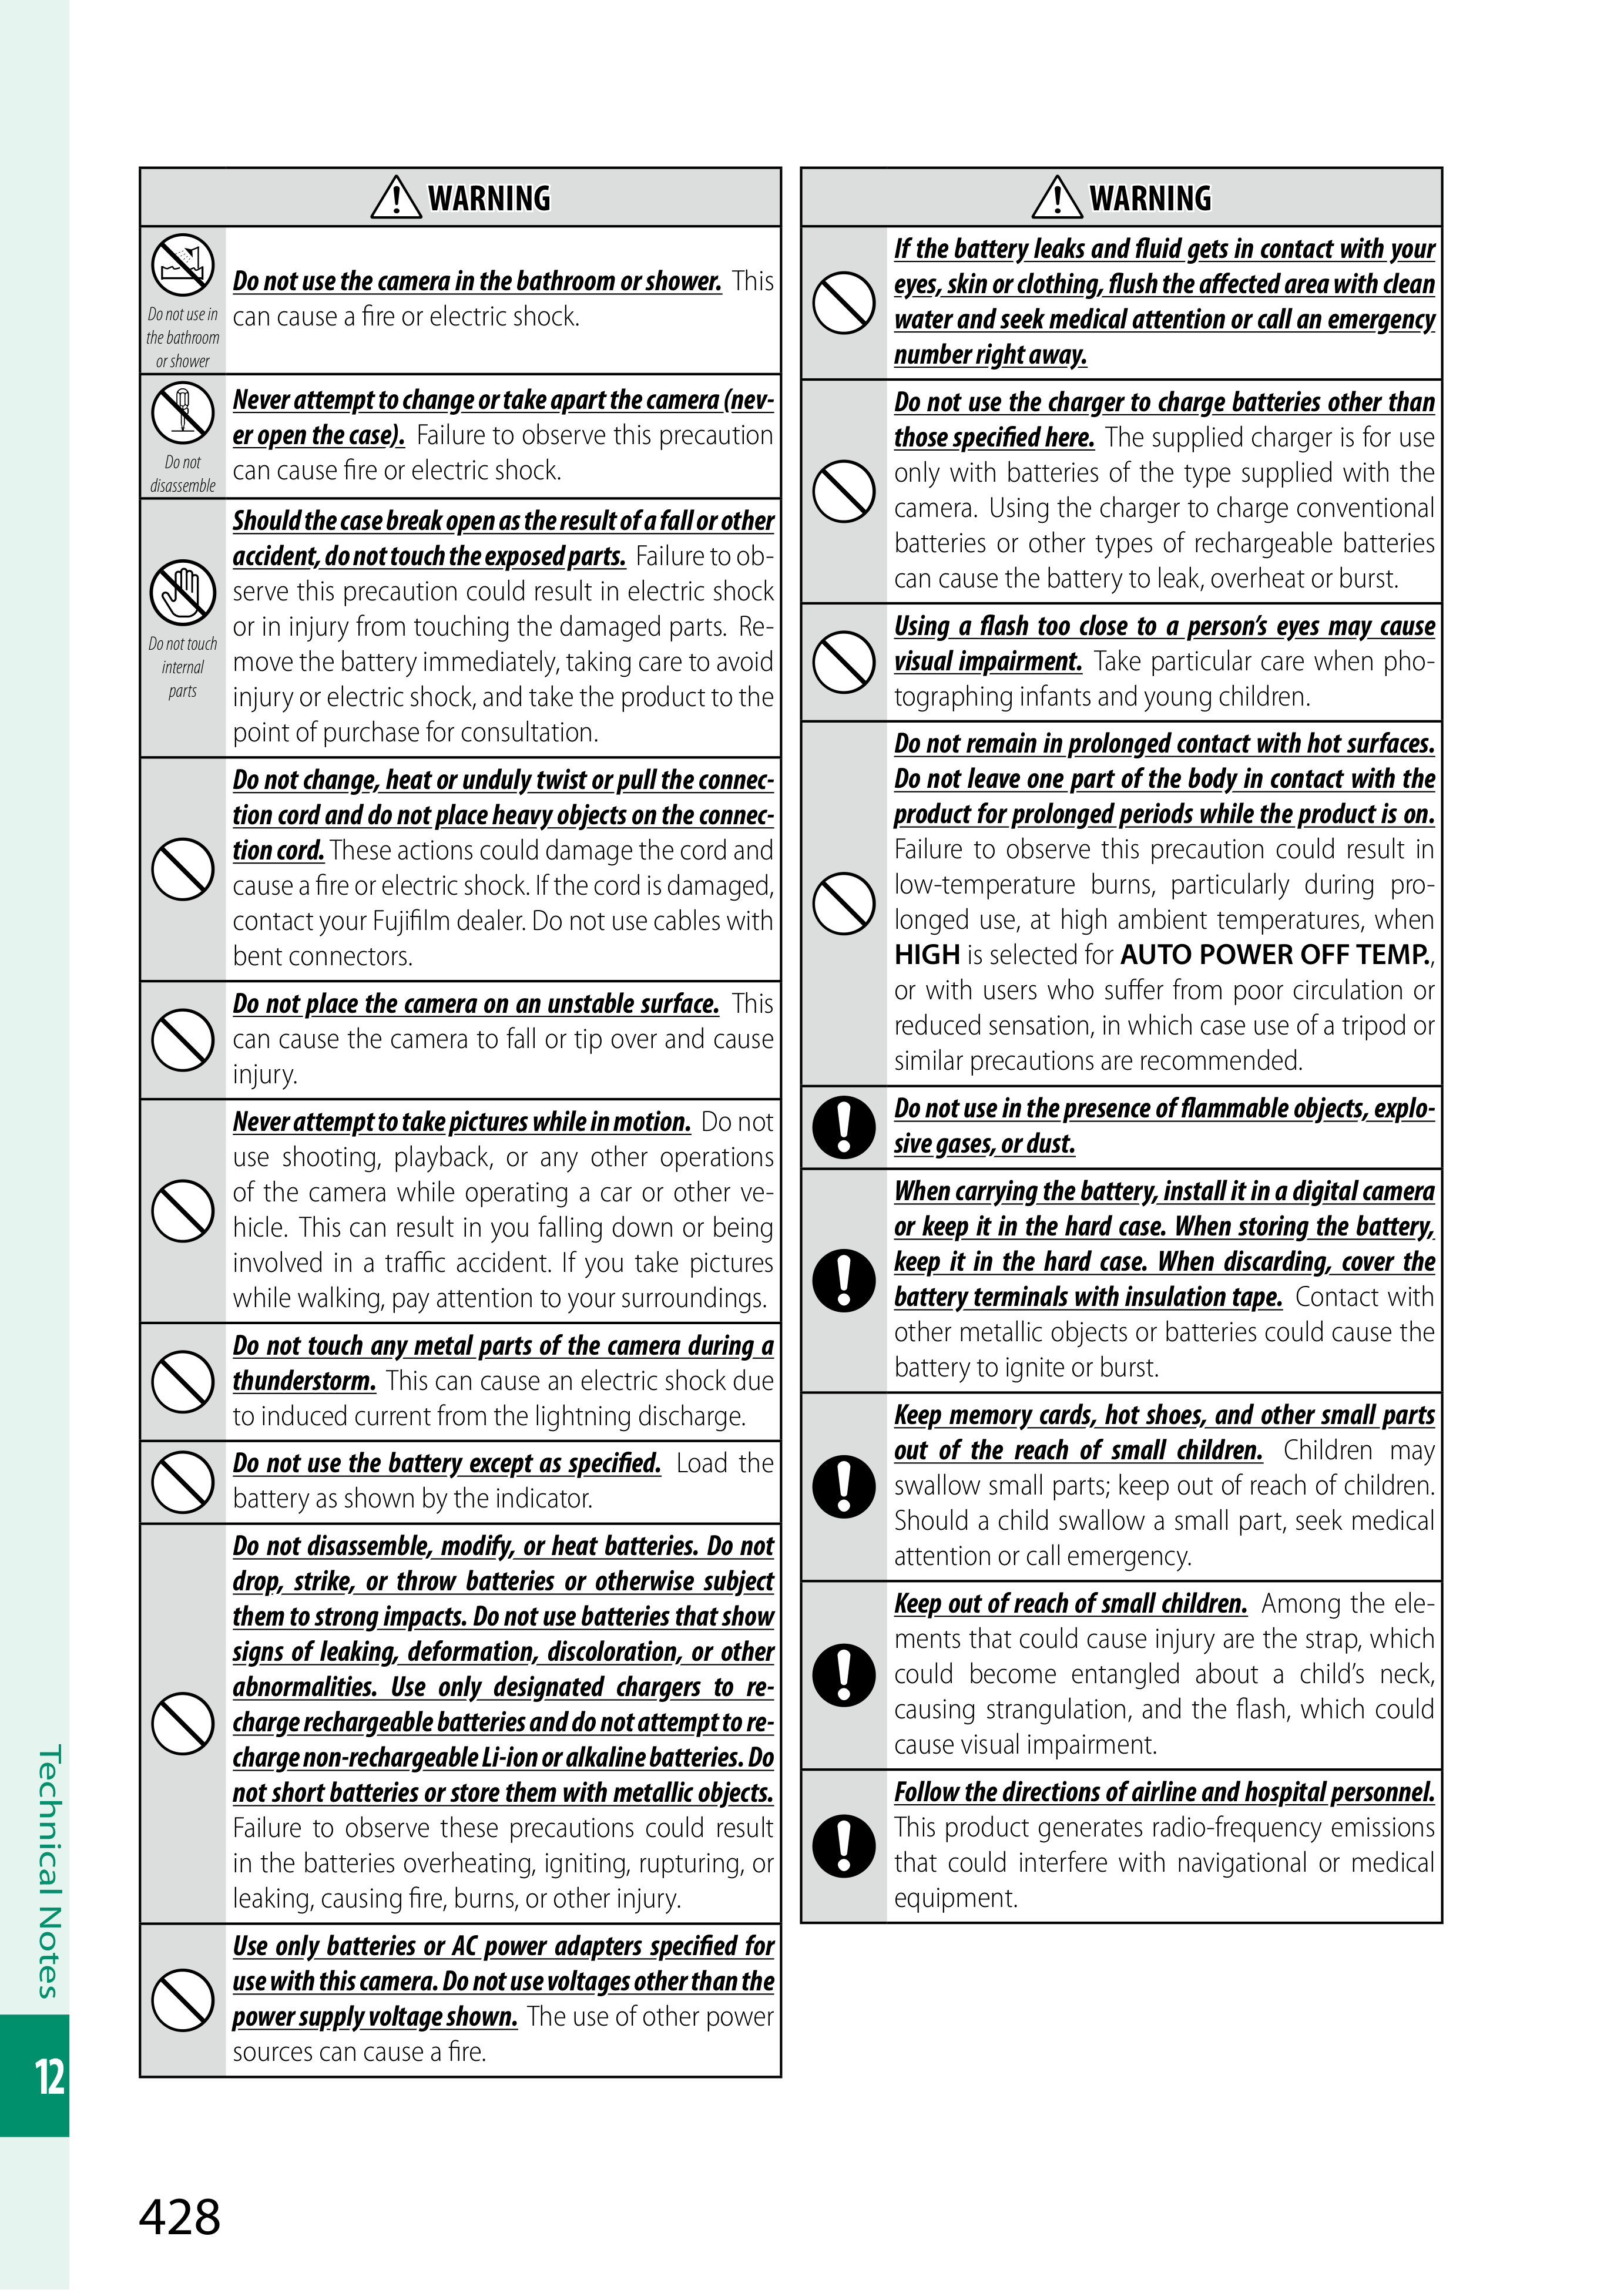 WARNING
Do not use in
the bathroom
or shower
Do not use the camera in the bathroom or shower. This
can cause a fire or electric shock.
Do not
disassemble
Never attempt to change or take apart the camera (nev-
er open the case). Failure to observe this precaution
can cause fire or electric shock.
Do not touch
internal
parts
Should the case break open as the result of a fall or other
accident, do not touch the exposed parts. Failure to ob-
serve this precaution could result in electric shock
or in injury from touching the damaged parts. Re-
move the battery immediately, taking care to avoid
injury or electric shock, and take the product to the
point of purchase for consultation.
Do not change, heat or unduly twist or pull the connec-
tion cord and do not place heavy objects on the connec-
tion cord. These actions could damage the cord and
cause a fire or electric shock. If the cord is damaged,
contact your Fujifilm dealer. Do not use cables with
bent connectors.
Do not place the camera on an unstable surface. This
can cause the camera to fall or tip over and cause
injury.
Never attempt to take pictures while in motion. Do not
use shooting, playback, or any other operations
of the camera while operating a car or other ve-
hicle. This can result in you falling down or being
involved in a traffic accident. If you take pictures
while walking, pay attention to your surroundings.
Do not touch any metal parts of the camera during a
thunderstorm. This can cause an electric shock due
to induced current from the lightning discharge.
Do not use the battery except as specified. Load the
battery as shown by the indicator.
Do not disassemble, modify, or heat batteries. Do not
drop, strike, or throw batteries or otherwise subject
them to strong impacts. Do not use batteries that show
signs of leaking, deformation, discoloration, or other
abnormalities. Use only designated chargers to re-
charge rechargeable batteries and do not attempt to re-
charge non-rechargeable Li-ion or alkaline batteries. Do
not short batteries or store them with metallic objects.
Failure to observe these precautions could result
in the batteries overheating, igniting, rupturing, or
leaking, causing fire, burns, or other injury.
Use only batteries or AC power adapters specified for
use with this camera. Do not use voltages other than the
power supply voltage shown. The use of other power
sources can cause a fire.
WARNING
If the battery leaks and fluid gets in contact with your
eyes, skin or clothing, flush the affected area with clean
water and seek medical attention or call an emergency
number right away.
Do not use the charger to charge batteries other than
those specified here. The supplied charger is for use
only with batteries of the type supplied with the
camera. Using the charger to charge conventional
batteries or other types of rechargeable batteries
can cause the battery to leak, overheat or burst.
Using a flash too close to a person’s eyes may cause
visual impairment. Take particular care when pho-
tographing infants and young children.
Do not remain in prolonged contact with hot surfaces.
Do not leave one part of the body in contact with the
product for prolonged periods while the product is on.
Failure to observe this precaution could result in
low-temperature burns, particularly during pro-
longed use, at high ambient temperatures, when
HIGH is selected for AUTO POWER OFF TEMP.,
or with users who suffer from poor circulation or
reduced sensation, in which case use of a tripod or
similar precautions are recommended.
Do not use in the presence of flammable objects, explo-
sive gases, or dust.
When carrying the battery, install it in a digital camera
or keep it in the hard case. When storing the battery,
keep it in the hard case. When discarding, cover the
battery terminals with insulation tape. Contact with
other metallic objects or batteries could cause the
battery to ignite or burst.
Keep memory cards, hot shoes, and other small parts
out of the reach of small children. Children may
swallow small parts; keep out of reach of children.
Should a child swallow a small part, seek medical
attention or call emergency.
Keep out of reach of small children. Among the ele-
ments that could cause injury are the strap, which
could become entangled about a child’s neck,
causing strangulation, and the flash, which could
cause visual impairment.
Follow the directions of airline and hospital personnel.
This product generates radio-frequency emissions
that could interfere with navigational or medical
equipment.
Technical Notes
12
428